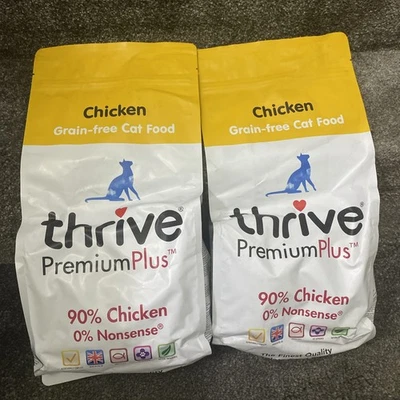 Chicken
Grain-free Cat Food
thrive®
PremiumPlus™
90% Chicken
0% Nonsense®
Chicken
Grain-free Cat Food
thrive®
PremiumPlus™
90% Chicken
0% Nonsense®
The Finest Quality